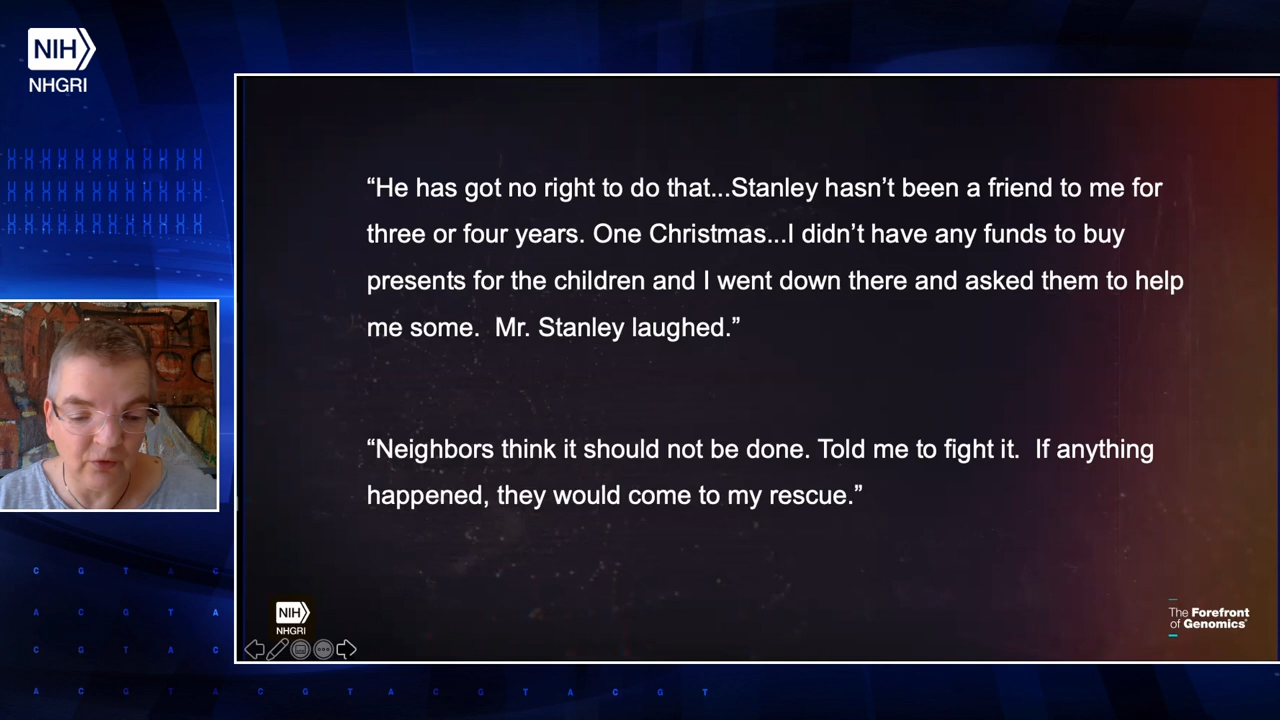 NIH
NHGRI
“He has got no right to do that...Stanley hasn’t been a friend to me for
three or four years. One Christmas...I didn’t have any funds to buy
presents for the children and I went down there and asked them to help
me some.  Mr. Stanley laughed.”
“Neighbors think it should not be done. Told me to fight it.  If anything
happened, they would come to my rescue.”
NIH
NHGRI
The Forefront
of Genomics®
C G T A C
A C G T A
C G T A C
A C G T A C G T A C G T A C G T